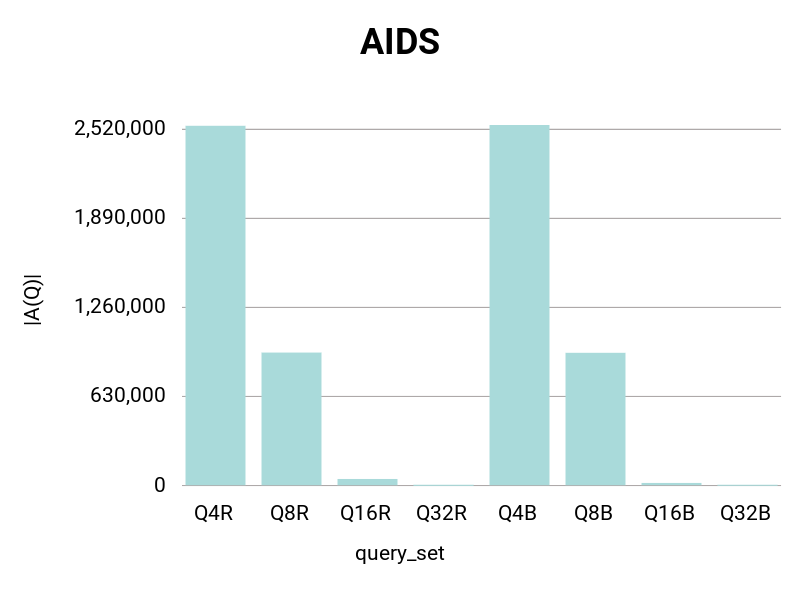 AIDS
2,520,000
1,890,000
1,260,000
630,000
0
|A(Q)|
Q4R Q8R Q16R Q32R Q4B Q8B Q16B Q32B
query_set